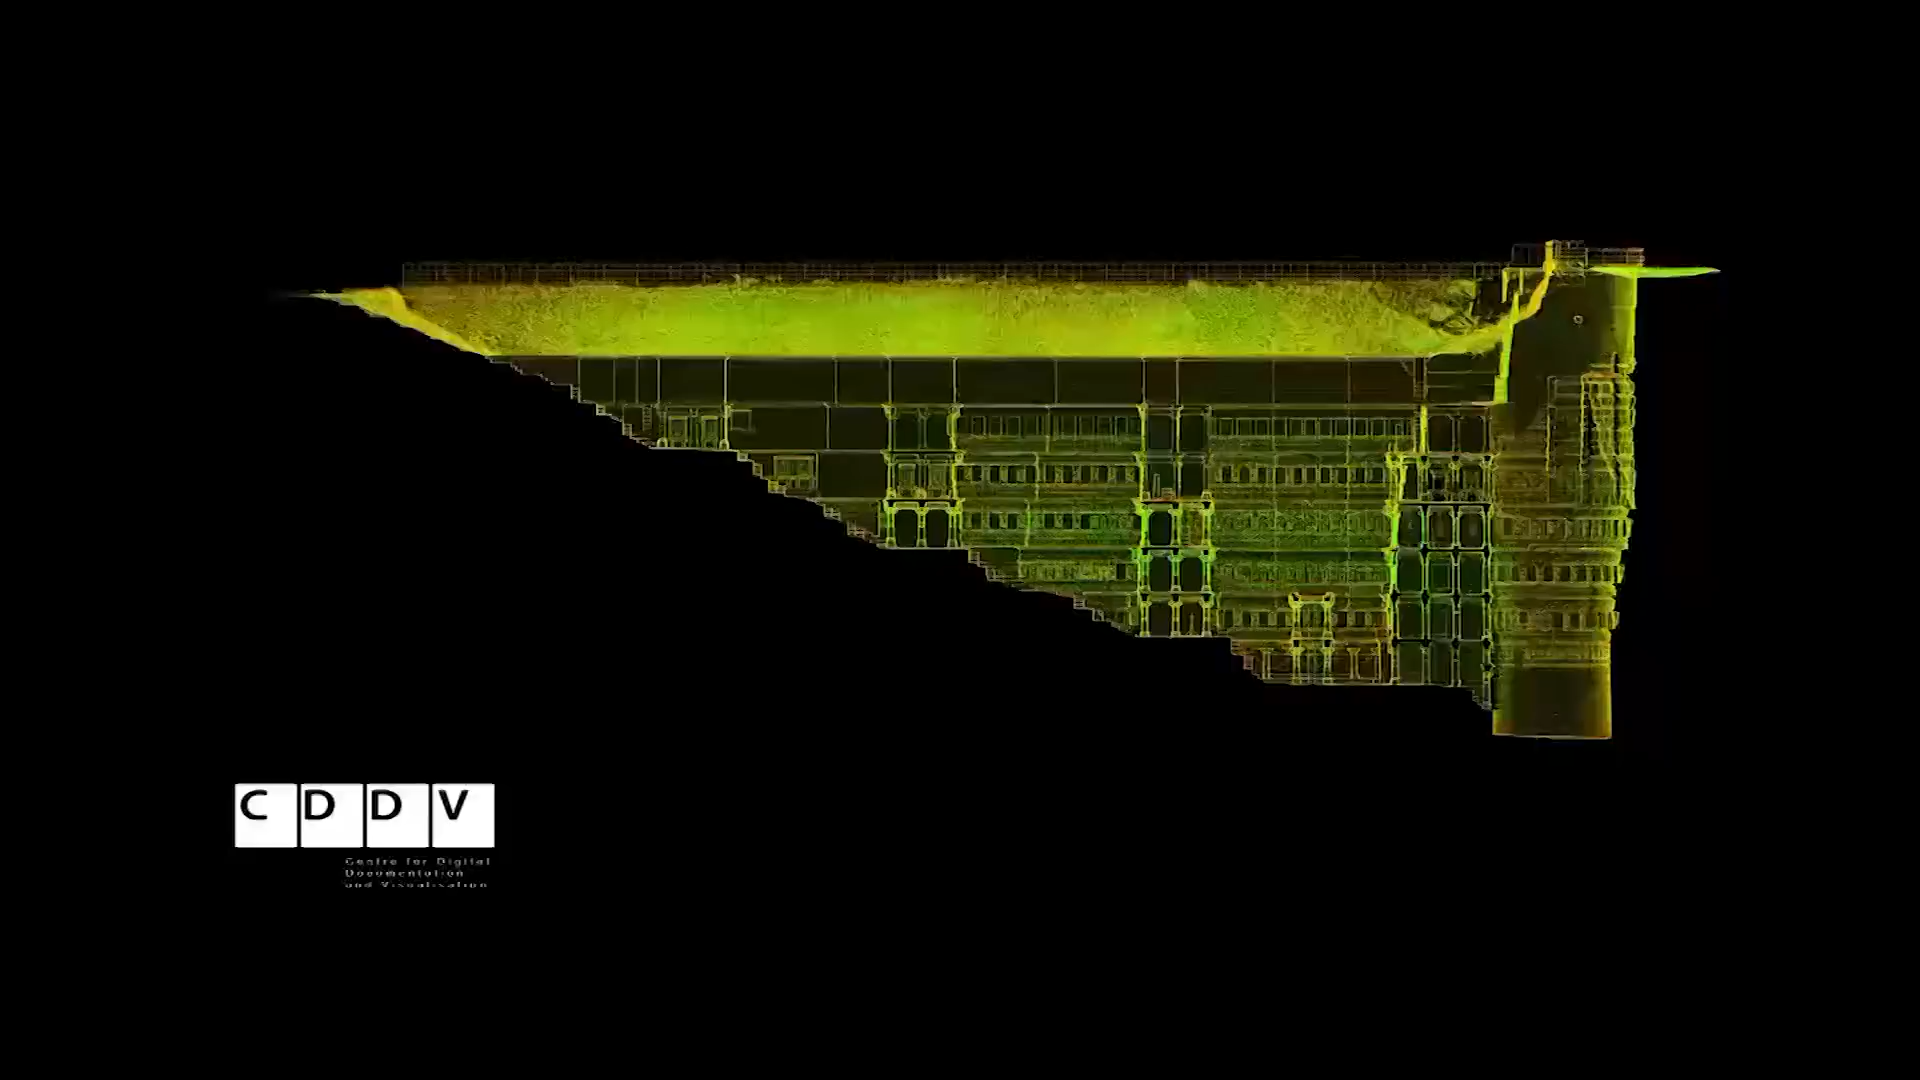 CDDV
Centre for Digital
Documentation
and Visualisation